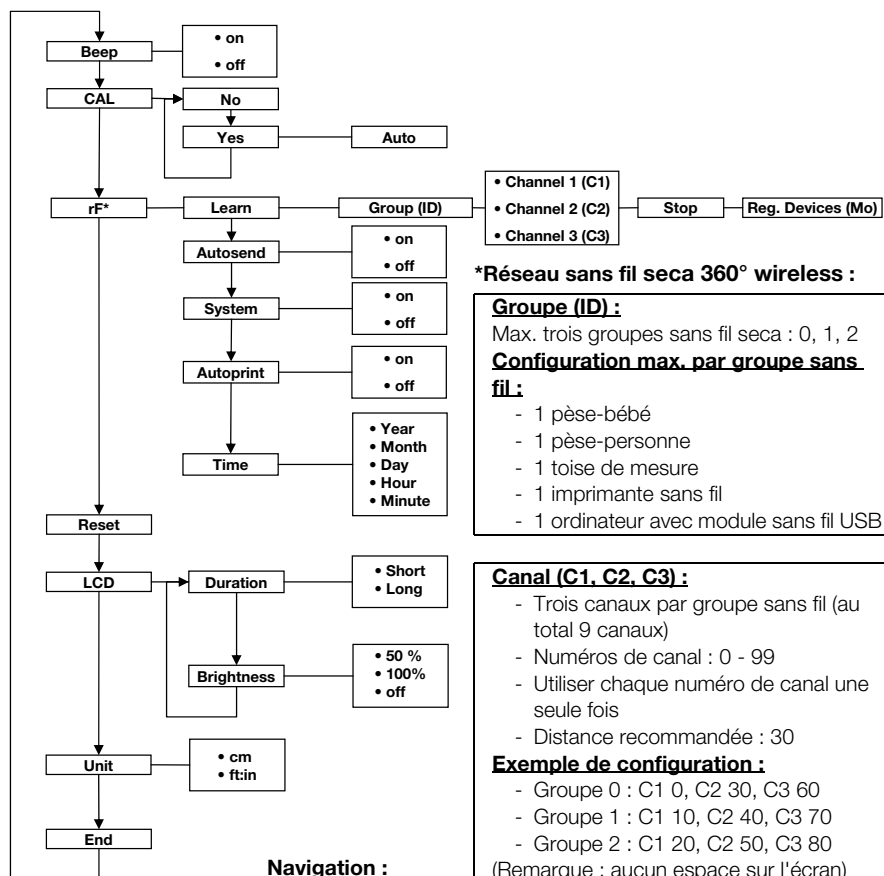 Beep
• on
• off
CAL
No
Yes
Auto
rF*
Learn
Group (ID)
• Channel 1 (C1)
• Channel 2 (C2)
• Channel 3 (C3)
Stop
Reg. Devices (Mo)
Autosend
• on
• off
System
• on
• off
Autoprint
• on
• off
Time
• Year
• Month
• Day
• Hour
• Minute
Reset
LCD
Duration
• Short
• Long
Brightness
• 50 %
• 100%
• off
Unit
• cm
• ft:in
End
Navigation :
*Réseau sans fil seca 360° wireless :
Groupe (ID) :
Max. trois groupes sans fil seca : 0, 1, 2
Configuration max. par groupe sans
fil :
- 1 pèse-bébé
- 1 pèse-personne
- 1 toise de mesure
- 1 imprimante sans fil
- 1 ordinateur avec module sans fil USB
Canal (C1, C2, C3) :
- Trois canaux par groupe sans fil (au
total 9 canaux)
- Numéros de canal : 0 - 99
- Utiliser chaque numéro de canal une
seule fois
- Distance recommandée : 30
Exemple de configuration :
- Groupe 0 : C1 0, C2 30, C3 60
- Groupe 1 : C1 10, C2 40, C3 70
- Groupe 2 : C1 20, C2 50, C3 80
(Remarque : aucun espace sur l'écran)